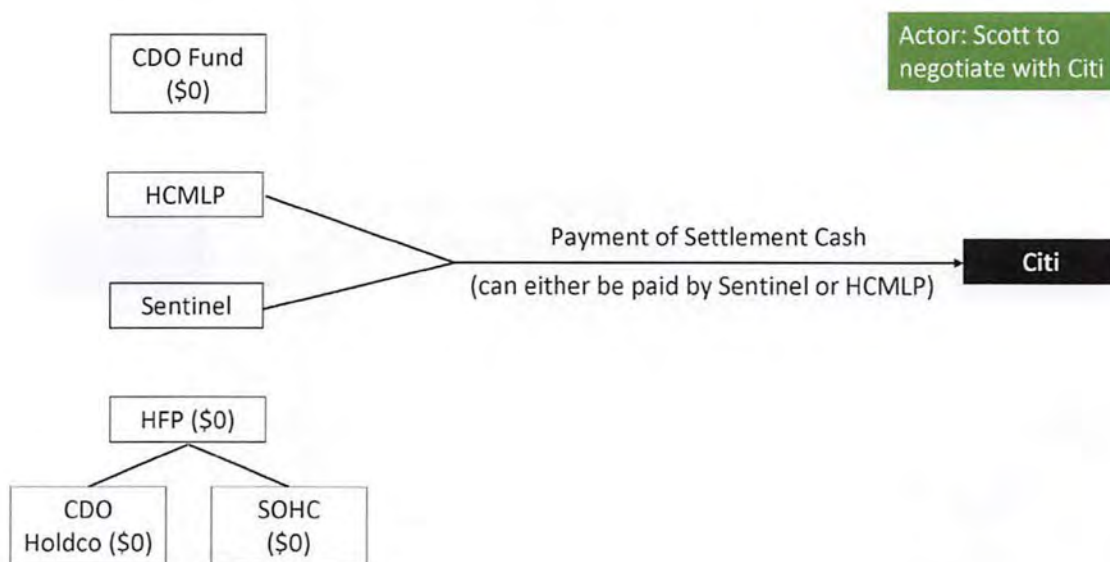 CDO Fund
($0)
Actor: Scott to
negotiate with Citi
HCMLP
Payment of Settlement Cash
Citi
(can either be paid by Sentinel or HCMLP)
Sentinel
HFP ($0)
CDO
Holdco ($0)
SOHC
($0)